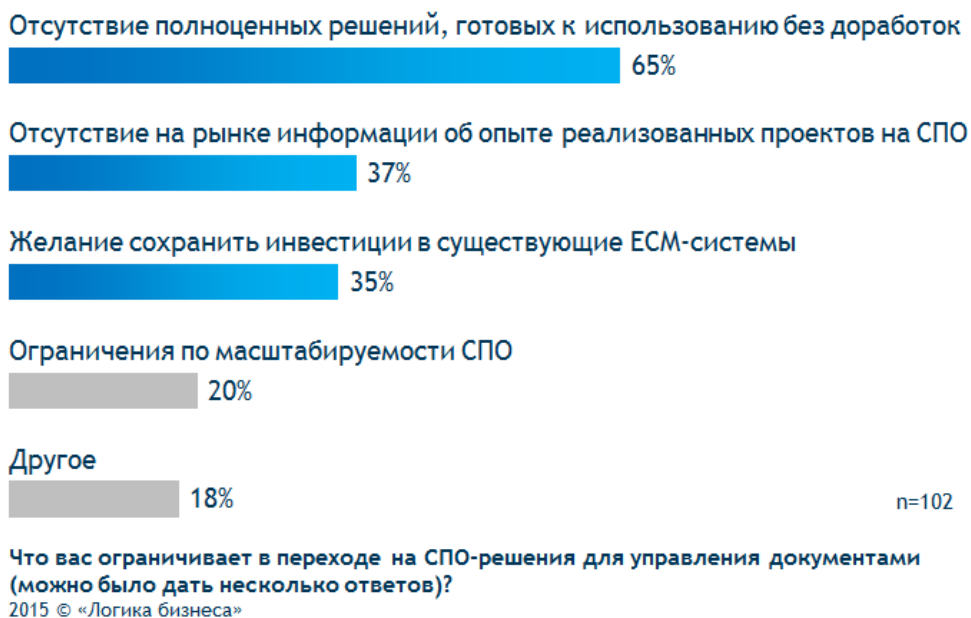 Отсутствие полноценных решений, готовых к использованию без доработок
65%
Отсутствие на рынке информации об опыте реализованных проектов на СПО
37%
Желание сохранить инвестиции в существующие ECM-системы
35%
Ограничения по масштабируемости СПО
20%
Другое
18%
n=102
Что вас ограничивает в переходе на СПО-решения для управления документами
(можно было дать несколько ответов)?
2015 © «Логика бизнеса»